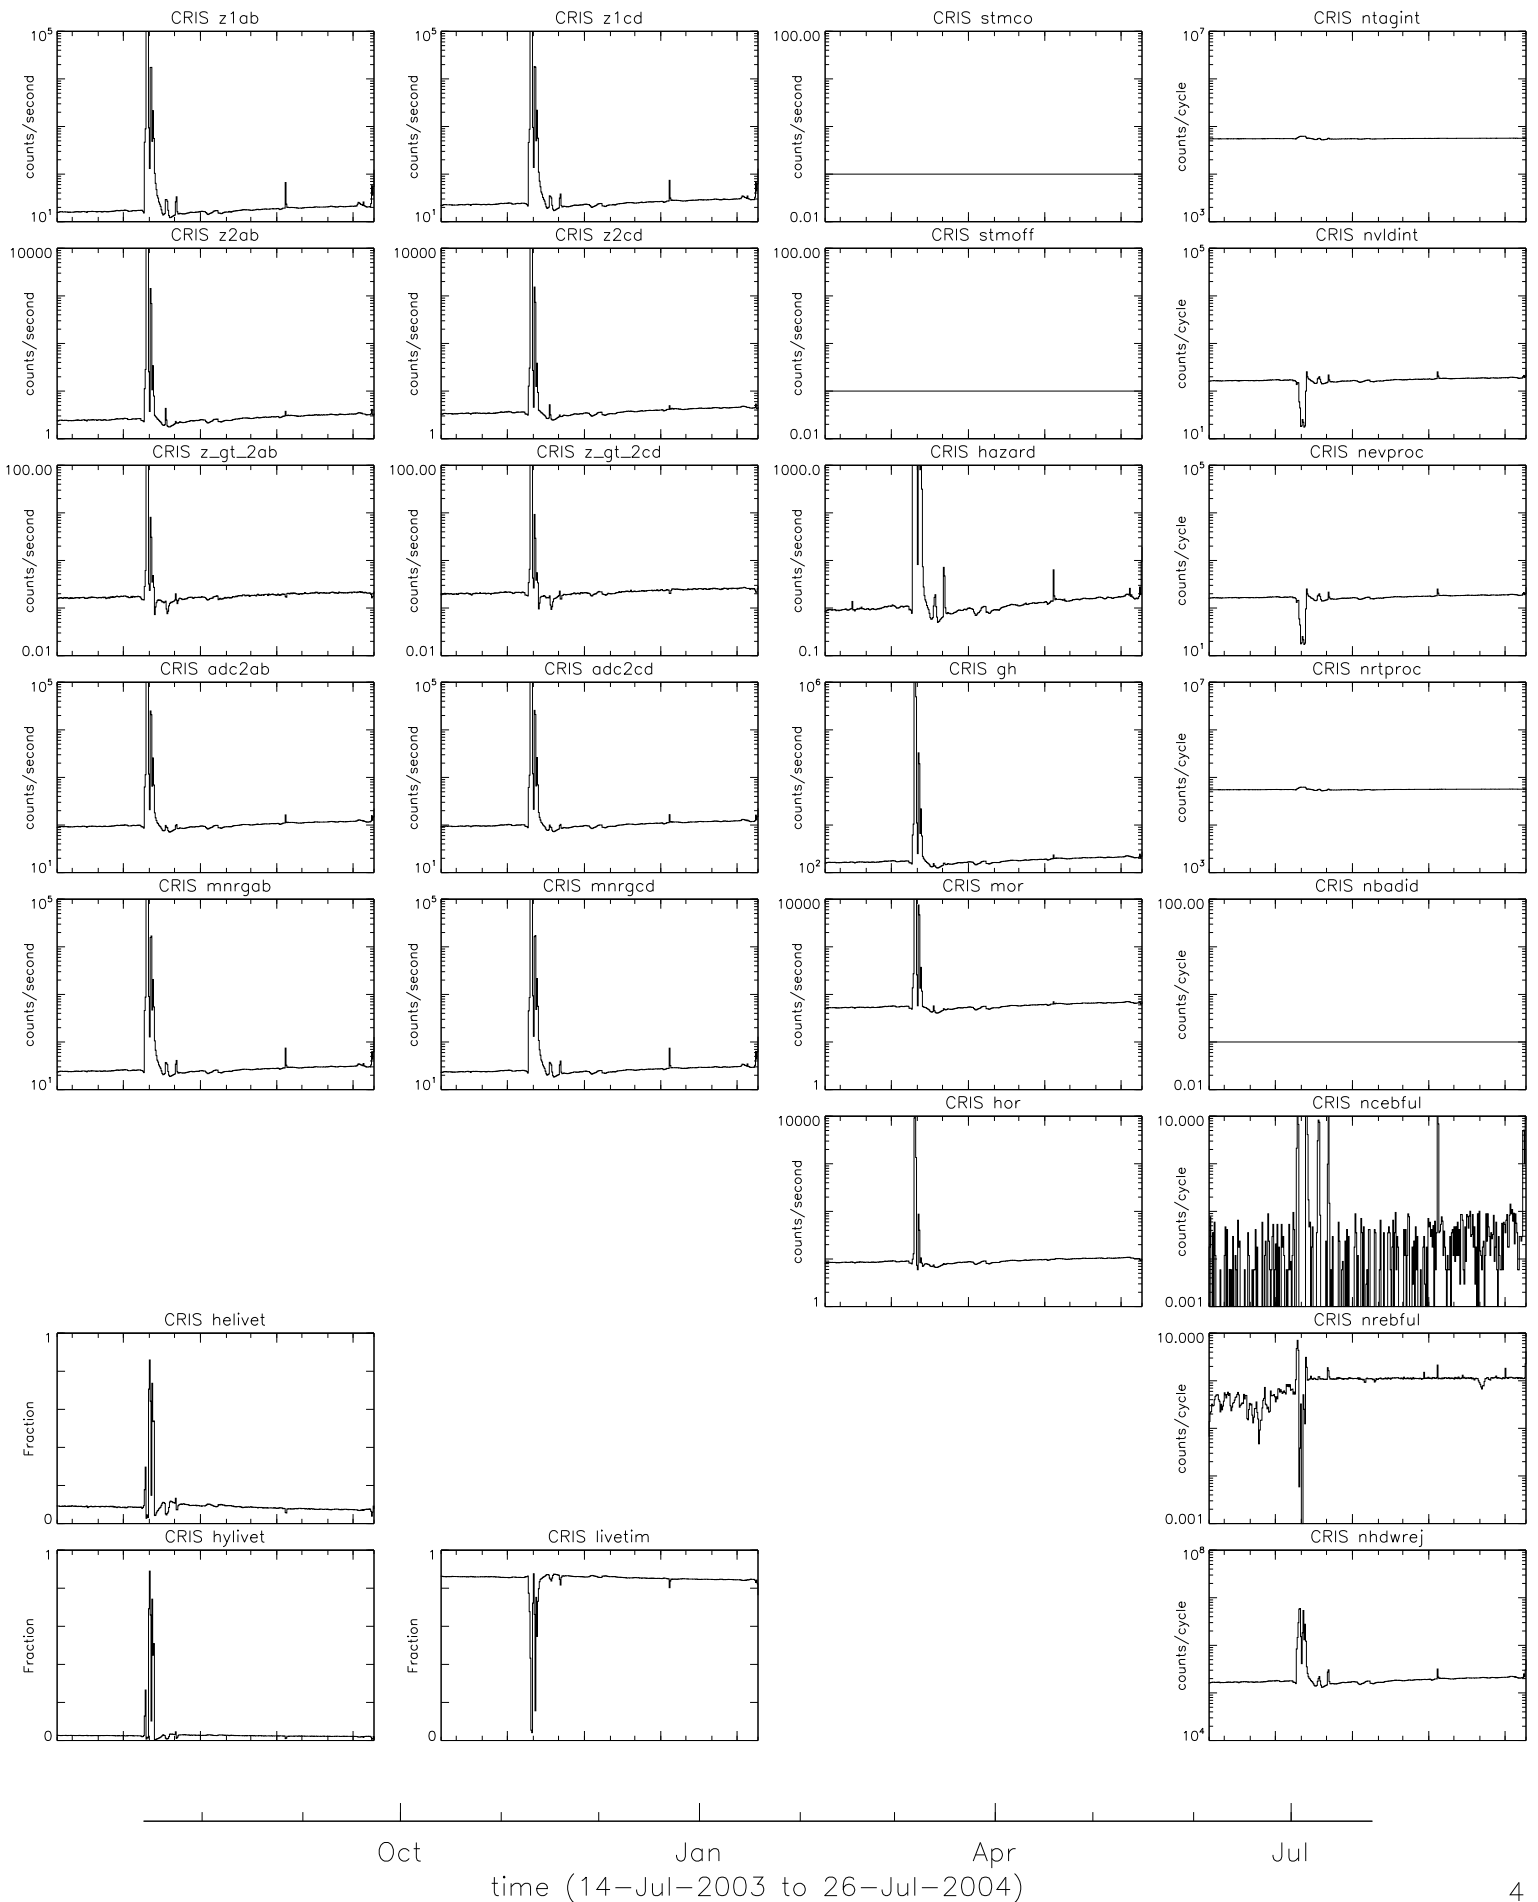 CRIS z1ab
10⁵
counts/second
10¹
CRIS z1cd
10⁵
counts/second
10¹
CRIS stmco
100.00
counts/second
0.01
CRIS ntagint
10⁷
counts/cycle
10³
CRIS z2ab
10000
counts/second
1
CRIS z2cd
10000
counts/second
1
CRIS stmoff
100.00
counts/second
0.01
CRIS nvldint
10⁵
counts/cycle
10¹
CRIS z_gt_2ab
100.00
counts/second
0.01
CRIS z_gt_2cd
100.00
counts/second
0.01
CRIS hazard
1000.0
counts/second
0.1
CRIS nevproc
10⁵
counts/cycle
10¹
CRIS adc2ab
10⁵
counts/second
10¹
CRIS adc2cd
10⁵
counts/second
10¹
CRIS gh
10⁶
counts/second
10²
CRIS nrtproc
10⁷
counts/cycle
10³
CRIS mnrgab
10⁵
counts/second
10¹
CRIS mnrgcd
10⁵
counts/second
10¹
CRIS mor
10000
counts/second
1
CRIS nbadid
100.00
counts/cycle
0.01
CRIS hor
10000
counts/second
1
CRIS ncebful
10.000
counts/cycle
0.001
CRIS helivet
1
Fraction
0
CRIS nrebful
10.000
counts/cycle
0.001
CRIS hylivet
1
Fraction
0
CRIS livetim
1
Fraction
0
CRIS nhdwrej
10⁸
counts/cycle
10⁴
Oct Jan Apr Jul
time (14-Jul-2003 to 26-Jul-2004)
4